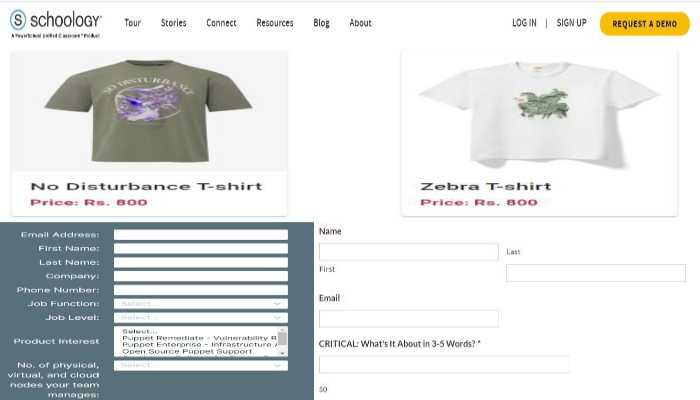 schoology
A PowerSchool Unified Classroom Product
Tour
Stories
Connect
Resources
Blog
About
LOG IN | SIGN UP
REQUEST A DEMO
NO DISTURBANCE
No Disturbance T-shirt
Price: Rs. 800
Zebra T-shirt
Price: Rs. 800
Email Address:
First Name:
Last Name:
Company:
Phone Number:
Job Function:
Select...
Job Level:
Select...
Product Interest
Select...
Puppet Remediate - Vulnerability R
Puppet Enterprise - Infrastructure
Open Source Puppet Support
No. of physical,
virtual, and cloud
nodes your team
manages:
Select...
Name
First
Last
Email
CRITICAL: What's It About in 3-5 Words? *
50